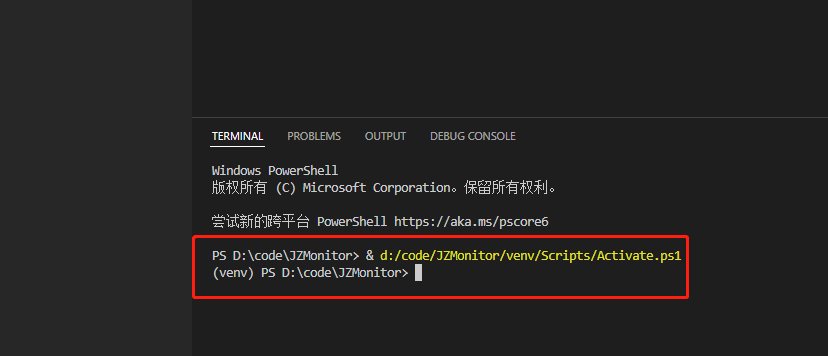 TERMINAL PROBLEMS OUTPUT DEBUG CONSOLE
Windows PowerShell
版权所有 (C) Microsoft Corporation。保留所有权利。
尝试新的跨平台 PowerShell https://aka.ms/pscore6
PS D:\code\JZMonitor> & d:/code/JZMonitor/venv/Scripts/Activate.ps1
(venv) PS D:\code\JZMonitor>